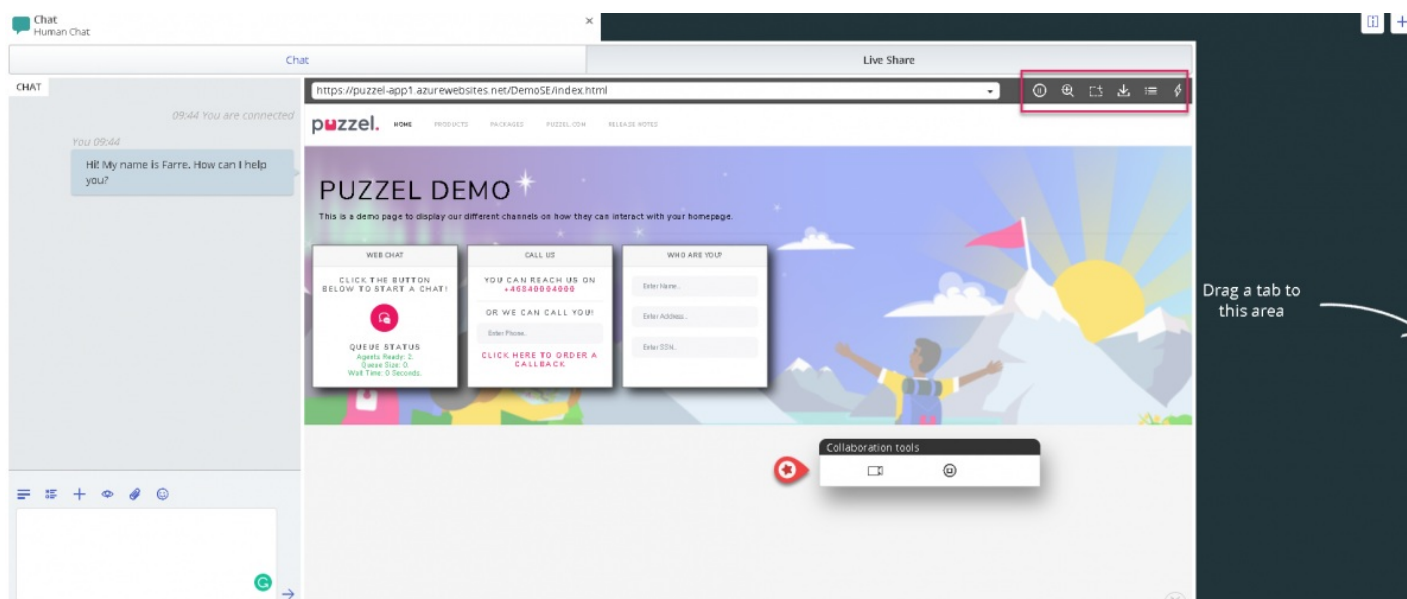 Chat
Human Chat
Chat
Live Share
CHAT
09:44 You are connected
You 09:44
Hi! My name is Farre. How can I help
you?
https://puzzel-app1.azurewebsites.net/DemoSE/index.html
puzzel.
HOME
PRODUCTS
PACKAGES
PUZZEL.COM
RELEASE NOTES
PUZZEL DEMO
This is a demo page to display our different channels on how they can interact with your homepage.
WEB CHAT
CLICK THE BUTTON
BELOW TO START A CHAT!
QUEUE STATUS
Agents Ready: 2.
Queue Size: 0.
Wait Time: 0 Seconds.
CALL US
YOU CAN REACH US ON
+46840004000
OR WE CAN CALL YOU!
Enter Phone..
CLICK HERE TO ORDER A
CALLBACK
WHO ARE YOU?
Enter Name..
Enter Address..
Enter SSN..
Collaboration tools
Drag a tab to
this area